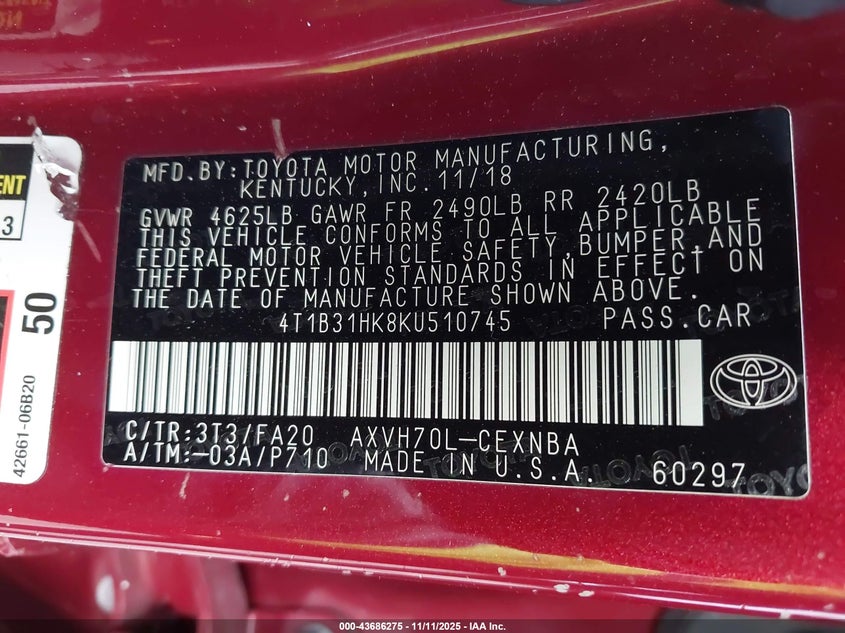 MFD.BY:TOYOTA MOTOR MANUFACTURING,
KENTUCKY,INC.11/18
GVWR 4625LB GAWR FR 2490LB RR 2420LB
THIS VEHICLE CONFORMS TO ALL APPLICABLE
FEDERAL MOTOR VEHICLE SAFETY,BUMPER,AND
THEFT PREVENTION STANDARDS IN EFFECT ON
THE DATE OF MANUFACTURE SHOWN ABOVE.
4T1B31HK8KU510745 PASS.CAR
C/TR:3T3/FA20 AXVH70L-CEXNBA
A/TM:-03A/P710 MADE IN U.S.A. 60297
50
42661-06B20
000-43686275 - 11/11/2025 - IAA Inc.